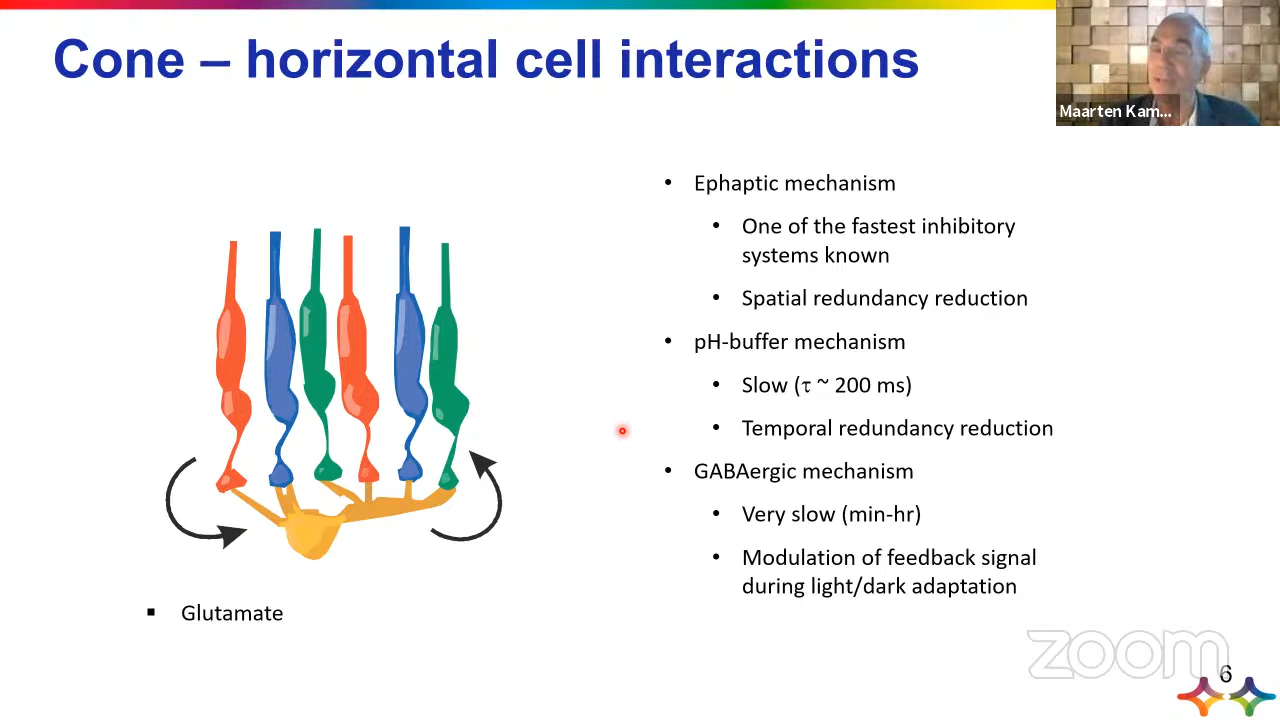 Cone – horizontal cell interactions
Maarten Kam...
• Ephaptic mechanism
• One of the fastest inhibitory
systems known
• Spatial redundancy reduction
• pH-buffer mechanism
• Slow (τ ~ 200 ms)
• Temporal redundancy reduction
• GABAergic mechanism
• Very slow (min-hr)
• Modulation of feedback signal
during light/dark adaptation
▪ Glutamate
zoom
6